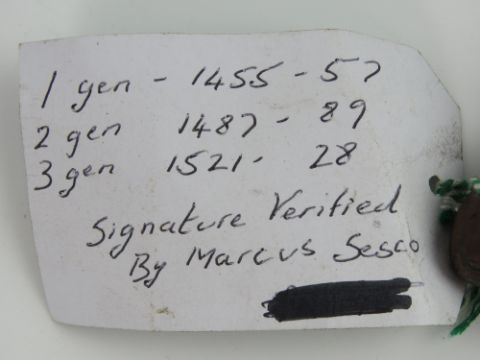 1 gen - 1455 - 57
2 gen 1487 - 89
3 gen 1521 - 28
Signature Verified
By Marcus Sesco